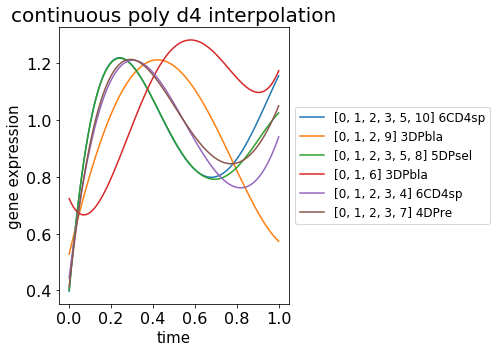 continuous poly d4 interpolation
gene expression
1.2
1.0
0.8
0.6
0.4
0.0 0.2 0.4 0.6 0.8 1.0
time
[0, 1, 2, 3, 5, 10] 6CD4sp
[0, 1, 2, 9] 3DPbla
[0, 1, 2, 3, 5, 8] 5DPsel
[0, 1, 6] 3DPbla
[0, 1, 2, 3, 4] 6CD4sp
[0, 1, 2, 3, 7] 4DPre